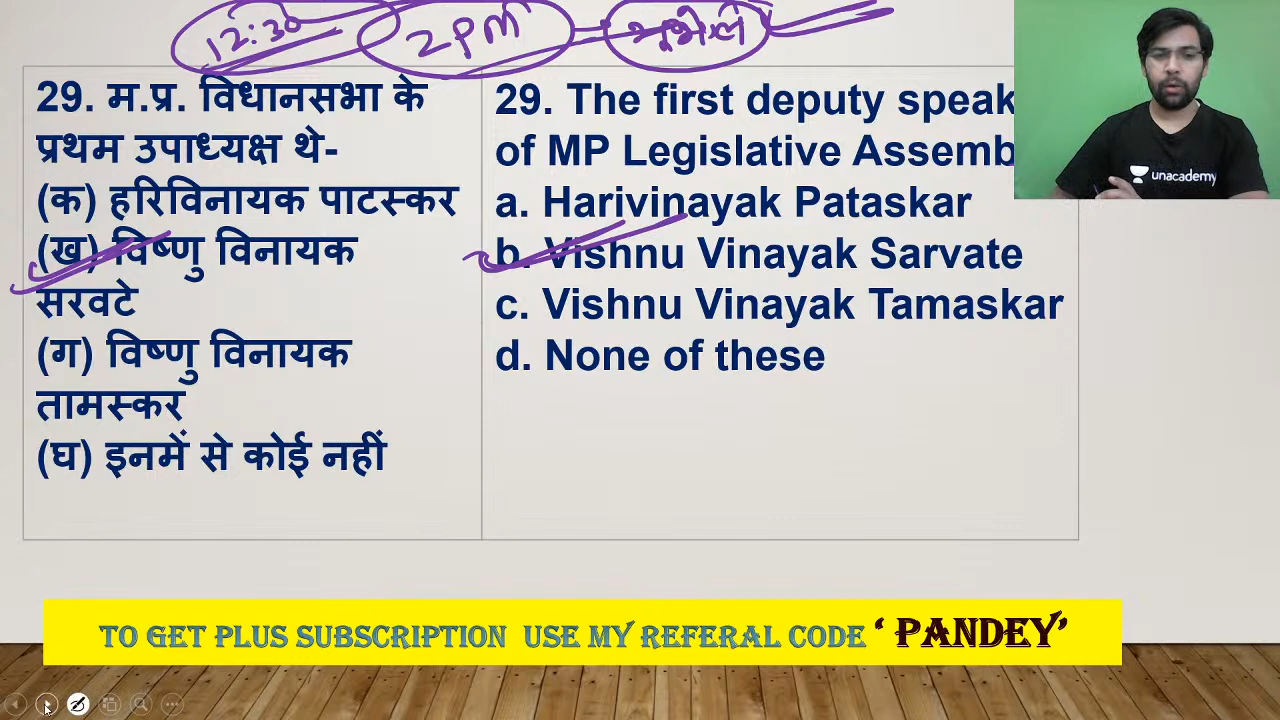 12:30 2 PM भूगोल
29. म.प्र. विधानसभा के
प्रथम उपाध्यक्ष थे-
(क) हरिविनायक पाटस्कर
(ख) विष्णु विनायक
सरवटे
(ग) विष्णु विनायक
तामस्कर
(घ) इनमें से कोई नहीं
29. The first deputy speak
of MP Legislative Assemb
a. Harivinayak Pataskar
b. Vishnu Vinayak Sarvate
c. Vishnu Vinayak Tamaskar
d. None of these
unacademy
TO GET PLUS SUBSCRIPTION USE MY REFERAL CODE ‘ PANDEY’